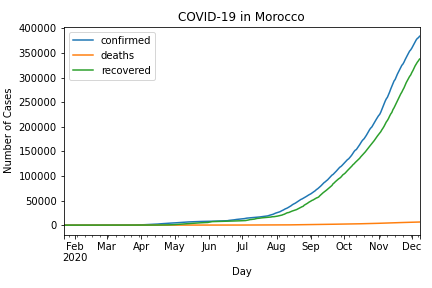 COVID-19 in Morocco
confirmed
deaths
recovered
Number of Cases
400000
350000
300000
250000
200000
150000
100000
50000
0
Feb Mar Apr May Jun Jul Aug Sep Oct Nov Dec
2020
Day